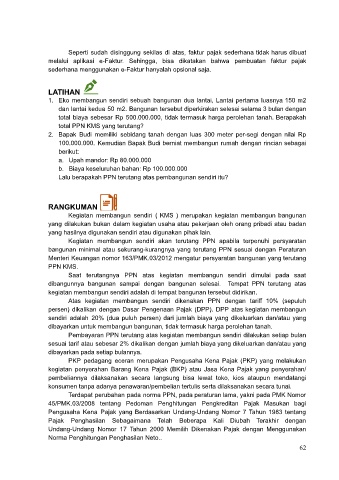 Seperti sudah disinggung sekilas di atas, faktur pajak sederhana tidak harus dibuat
melalui aplikasi e-Faktur. Sehingga, bisa dikatakan bahwa pembuatan faktur pajak
sederhana menggunakan e-Faktur hanyalah opsional saja.
LATIHAN
1. Eko membangun sendiri sebuah bangunan dua lantai, Lantai pertama luasnya 150 m2
dan lantai kedua 50 m2. Bangunan tersebut diperkirakan selesai selama 3 bulan dengan
total biaya sebesar Rp 500.000.000, tidak termasuk harga perolehan tanah. Berapakah
total PPN KMS yang terutang?
2. Bapak Budi memiliki sebidang tanah dengan luas 300 meter per-segi dengan nilai Rp
100.000.000. Kemudian Bapak Budi berniat membangun rumah dengan rincian sebagai
berikut:
a. Upah mandor: Rp 80.000.000
b. Biaya keseluruhan bahan: Rp 100.000.000
Lalu berapakah PPN terutang atas pembangunan sendiri itu?
RANGKUMAN
Kegiatan membangun sendiri ( KMS ) merupakan kegiatan membangun bangunan
yang dilakukan bukan dalam kegiatan usaha atau pekerjaan oleh orang pribadi atau badan
yang hasilnya digunakan sendiri atau digunakan pihak lain.
Kegiatan membangun sendiri akan terutang PPN apabila terpenuhi persyaratan
bangunan minimal atau sekurang-kurangnya yang terutang PPN sesuai dengan Peraturan
Menteri Keuangan nomor 163/PMK.03/2012 mengatur persyaratan bangunan yang terutang
PPN KMS.
Saat terutangnya PPN atas kegiatan membangun sendiri dimulai pada saat
dibangunnya bangunan sampai dengan bangunan selesai. Tempat PPN terutang atas
kegiatan membangun sendiri adalah di tempat bangunan tersebut didirikan.
Atas kegiatan membangun sendiri dikenakan PPN dengan tariff 10% (sepuluh
persen) dikalikan dengan Dasar Pengenaan Pajak (DPP). DPP atas kegiatan membangun
sendiri adalah 20% (dua puluh persen) dari jumlah biaya yang dikeluarkan dan/atau yang
dibayarkan untuk membangun bangunan, tidak termasuk harga perolehan tanah.
Pembayaran PPN terutang atas kegiatan membangun sendiri dilakukan setiap bulan
sesuai tarif atau sebesar 2% dikalikan dengan jumlah biaya yang dikeluarkan dan/atau yang
dibayarkan pada setiap bulannya.
PKP pedagang eceran merupakan Pengusaha Kena Pajak (PKP) yang melakukan
kegiatan penyerahan Barang Kena Pajak (BKP) atau Jasa Kena Pajak yang penyerahan/
pembeliannya dilaksanakan secara langsung bisa lewat toko, kios ataupun mendatangi
konsumen tanpa adanya penawaran/pembelian tertulis serta dilaksanakan secara tunai.
Terdapat perubahan pada norma PPN, pada peraturan lama, yakni pada PMK Nomor
45/PMK.03/2008 tentang Pedoman Penghitungan Pengkreditan Pajak Masukan bagi
Pengusaha Kena Pajak yang Berdasarkan Undang-Undang Nomor 7 Tahun 1983 tentang
Pajak Penghasilan Sebagaimana Telah Beberapa Kali Diubah Terakhir dengan
Undang-Undang Nomor 17 Tahun 2000 Memilih Dikenakan Pajak dengan Menggunakan
Norma Penghitungan Penghasilan Neto..
62